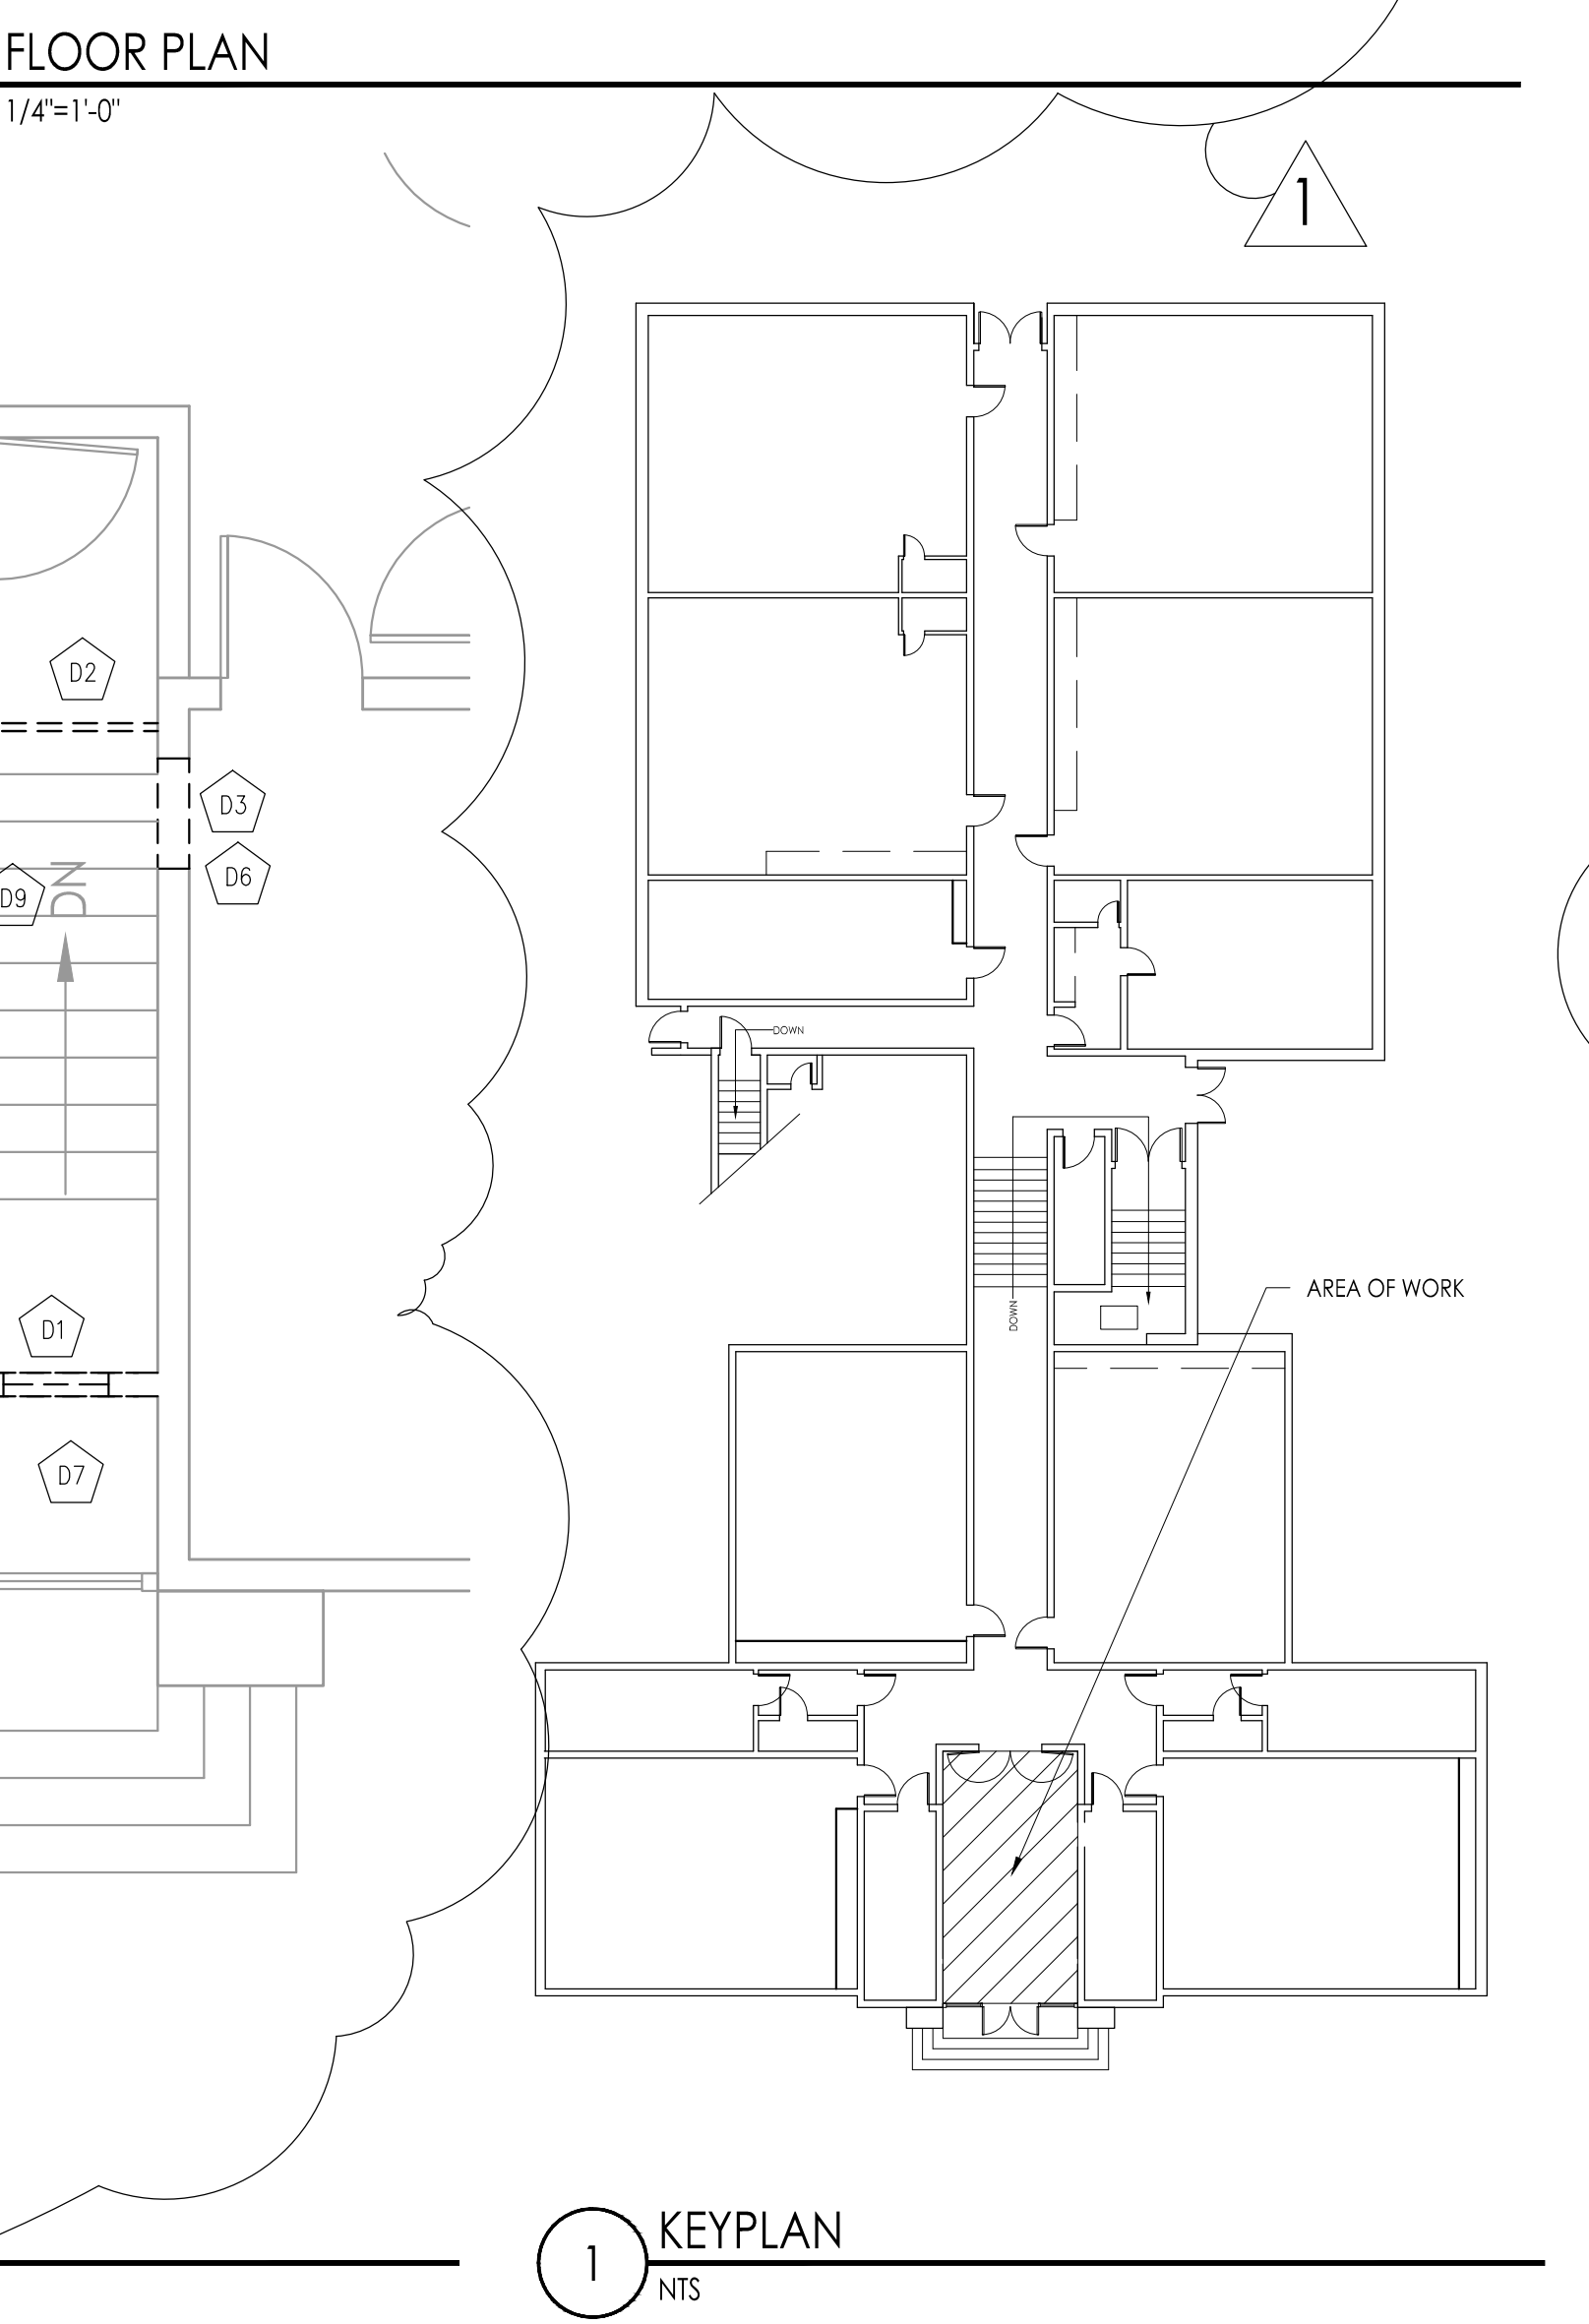 FLOOR PLAN
1/4"=1'-0"
1
D2
D3
D6
D9
DN
DOWN
DOWN
AREA OF WORK
D1
D7
1
KEYPLAN
NTS